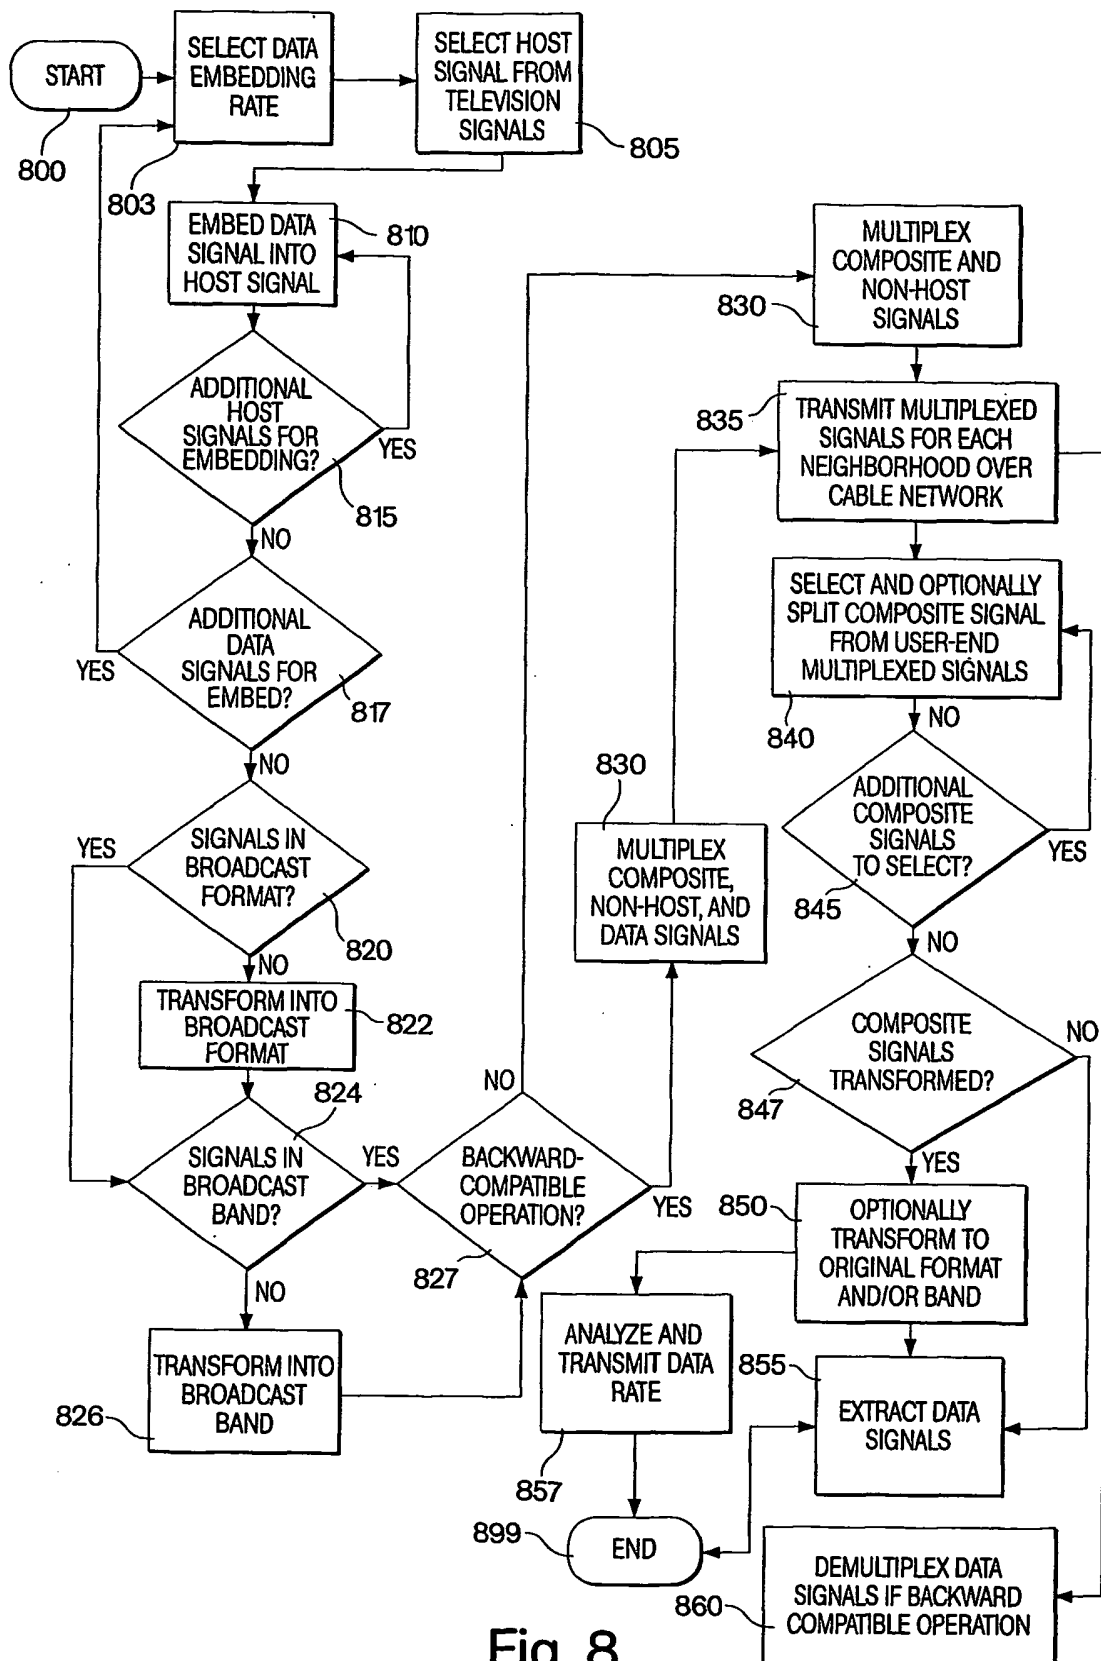 START
800
SELECT DATA
EMBEDDING
RATE
803
SELECT HOST
SIGNAL FROM
TELEVISION
SIGNALS
805
EMBED DATA
SIGNAL INTO
HOST SIGNAL
810
ADDITIONAL
HOST
SIGNALS FOR
EMBEDDING?
YES
815
NO
ADDITIONAL
DATA
SIGNALS FOR
EMBED?
YES
817
NO
SIGNALS IN
BROADCAST
FORMAT?
YES
820
NO
TRANSFORM INTO
BROADCAST
FORMAT
822
824
SIGNALS IN
BROADCAST
BAND?
YES
NO
TRANSFORM INTO
BROADCAST
BAND
826
NO
BACKWARD-
COMPATIBLE
OPERATION?
YES
827
830
MULTIPLEX
COMPOSITE,
NON-HOST, AND
DATA SIGNALS
MULTIPLEX
COMPOSITE AND
NON-HOST
SIGNALS
830
835
TRANSMIT MULTIPLEXED
SIGNALS FOR EACH
NEIGHBORHOOD OVER
CABLE NETWORK
SELECT AND OPTIONALLY
SPLIT COMPOSITE SIGNAL
FROM USER-END
MULTIPLEXED SIGNALS
840
NO
ADDITIONAL
COMPOSITE
SIGNALS
TO SELECT?
YES
845
NO
COMPOSITE
SIGNALS
TRANSFORMED?
NO
847
YES
850
OPTIONALLY
TRANSFORM TO
ORIGINAL FORMAT
AND/OR BAND
ANALYZE AND
TRANSMIT DATA
RATE
857
855
EXTRACT DATA
SIGNALS
899
END
DEMULTIPLEX DATA
SIGNALS IF BACKWARD
COMPATIBLE OPERATION
860
Fig. 8